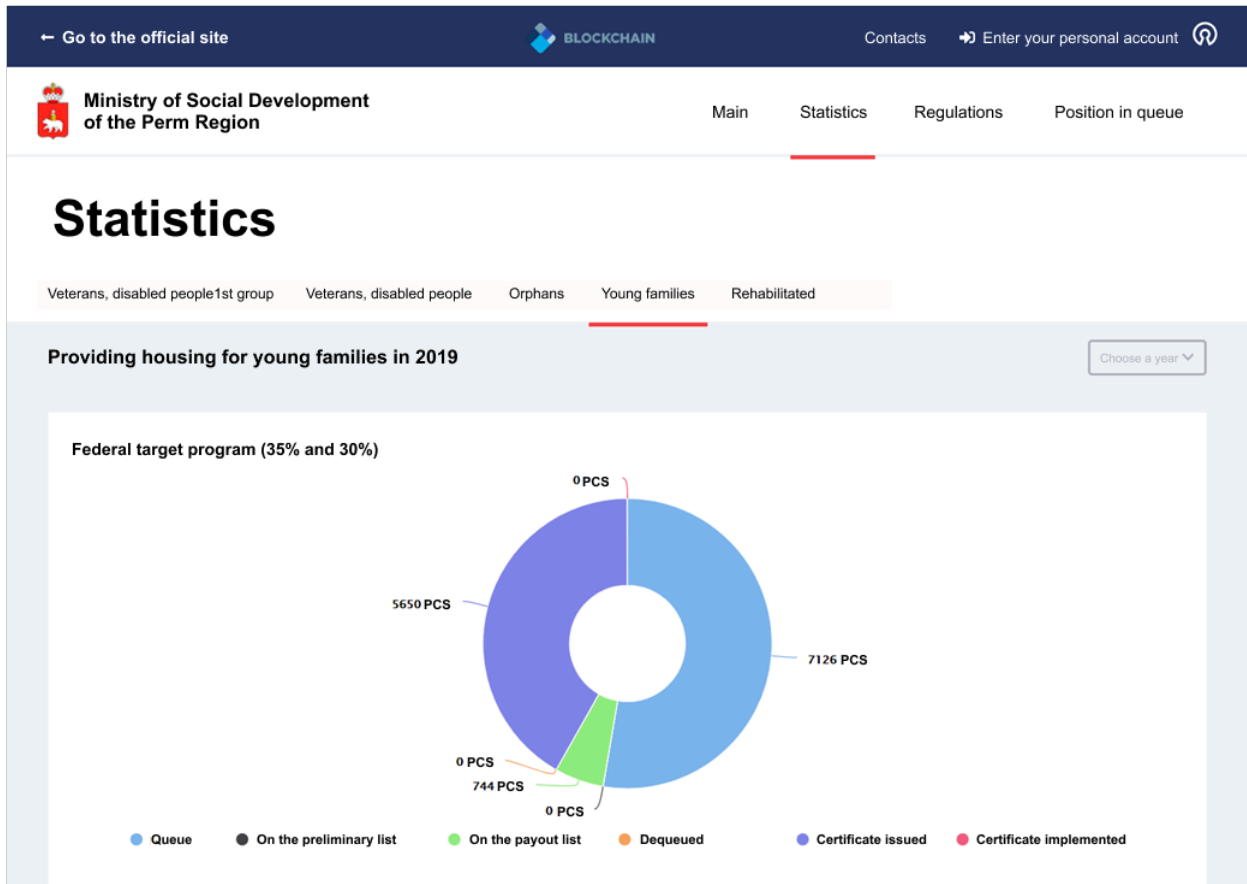 ← Go to the official site
BLOCKCHAIN
Contacts
Enter your personal account
Ministry of Social Development
of the Perm Region
Main
Statistics
Regulations
Position in queue
Statistics
Veterans, disabled people1st group
Veterans, disabled people
Orphans
Young families
Rehabilitated
Providing housing for young families in 2019
Choose a year
Federal target program (35% and 30%)
0 PCS
5650 PCS
7126 PCS
0 PCS
744 PCS
0 PCS
Queue
On the preliminary list
On the payout list
Dequeued
Certificate issued
Certificate implemented